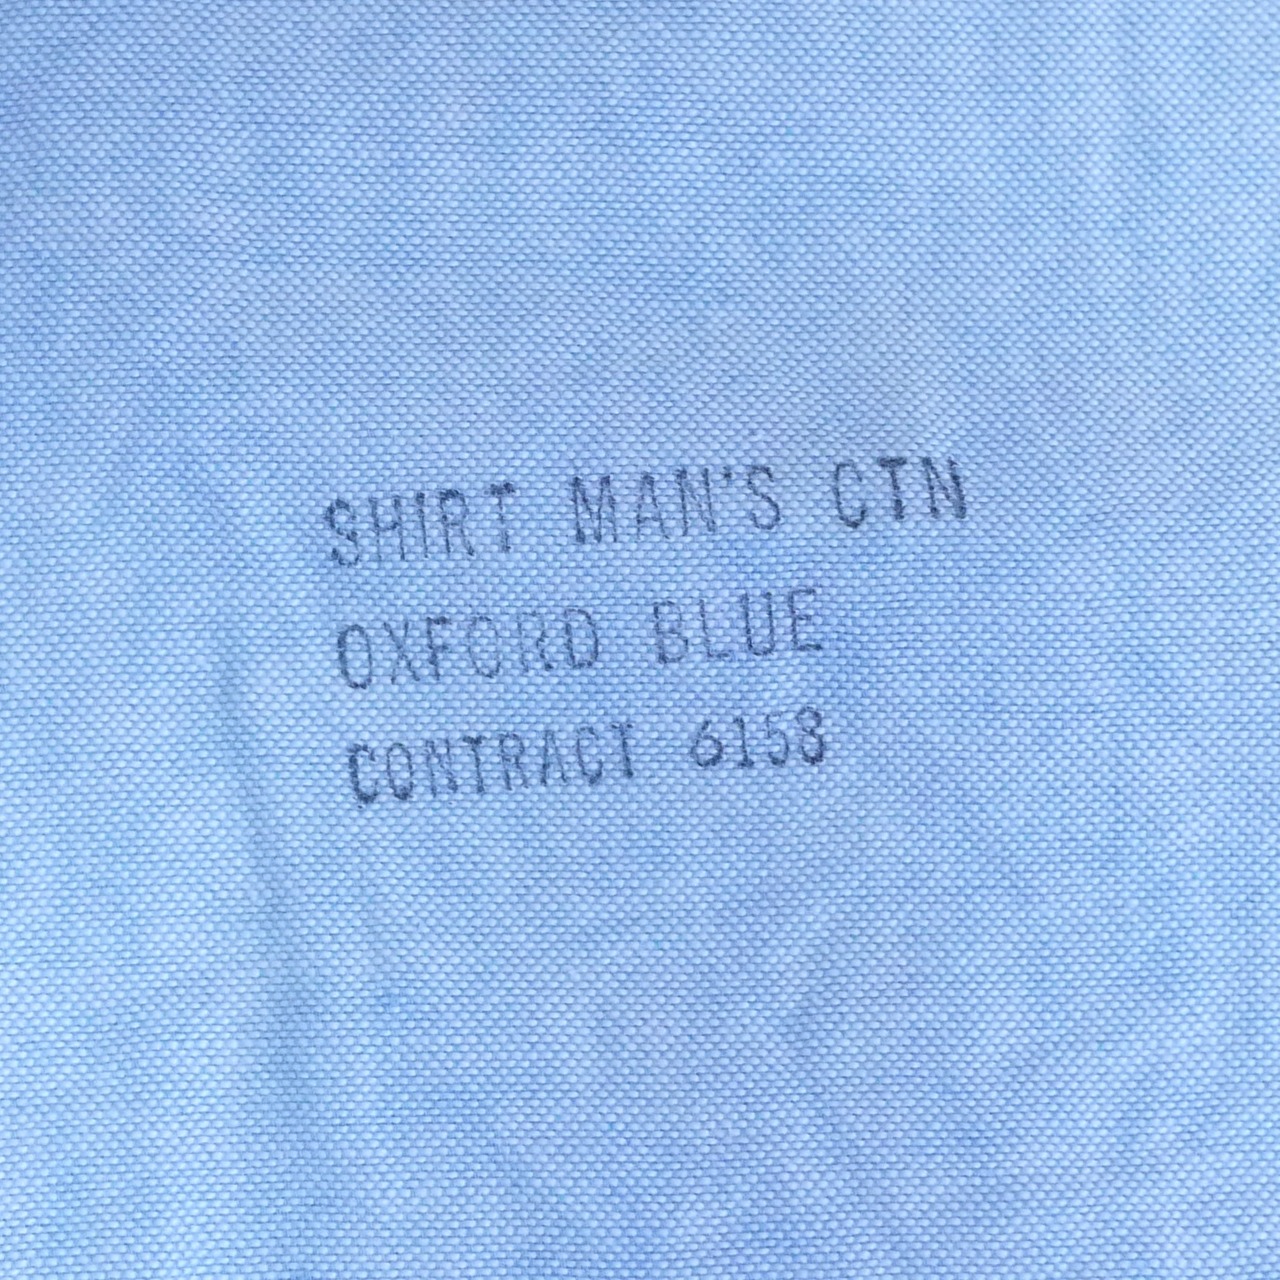 SHIRT MAN'S CTN
OXFORD BLUE
CONTRACT 6158